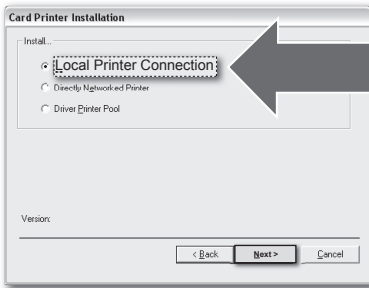 Card Printer Installation
Install...
Local Printer Connection
Directly Networked Printer
Driver Printer Pool
Version:
< Back Next > Cancel